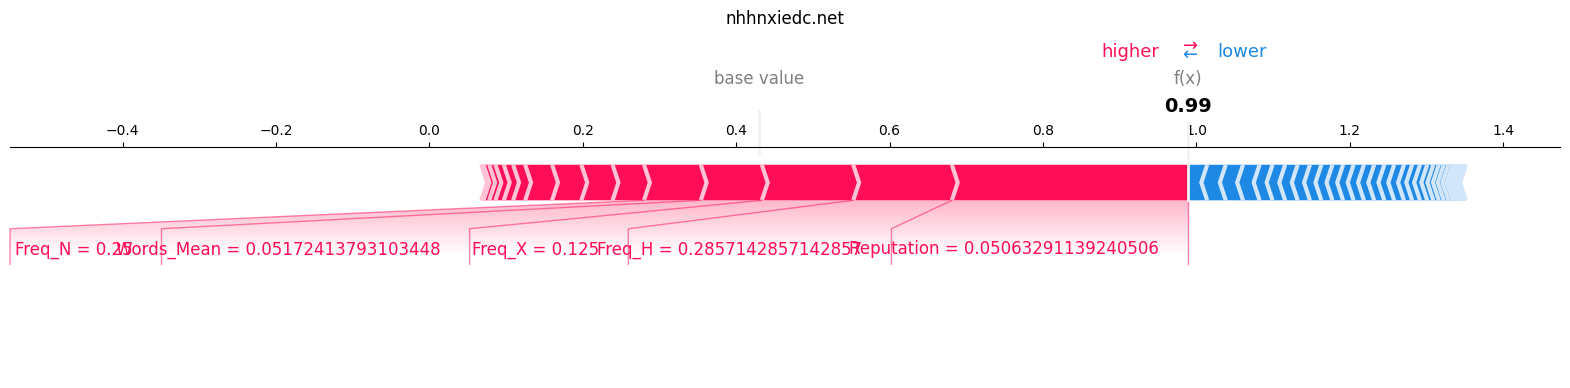 nhhnxiedc.net
higher ⇄ lower
base value f(x)
0.99
−0.4 −0.2 0.0 0.2 0.4 0.6 0.8 1.0 1.2 1.4
Freq_N = 0.25 Words_Mean = 0.05172413793103448 Freq_X = 0.125 Freq_H = 0.2857142857142857 Reputation = 0.05063291139240506